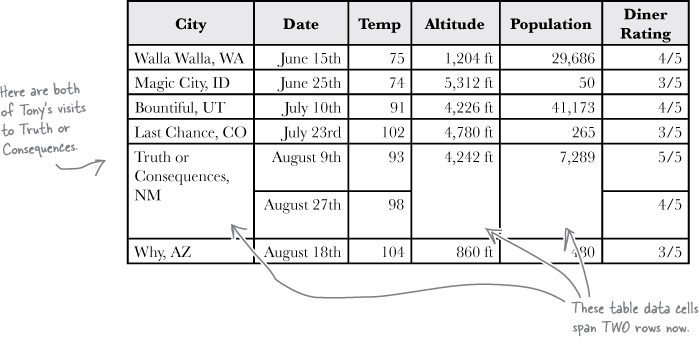 City Date Temp Altitude Population Diner
Rating
Walla Walla, WA June 15th 75 1,204 ft 29,686 4/5
Magic City, ID June 25th 74 5,312 ft 50 3/5
Bountiful, UT July 10th 91 4,226 ft 41,173 4/5
Last Chance, CO July 23rd 102 4,780 ft 265 3/5
Truth or August 9th 93 4,242 ft 7,289 5/5
Consequences,
NM August 27th 98 4/5
Why, AZ August 18th 104 860 ft 480 3/5
Here are both
of Tony's visits
to Truth or
Consequences.
These table data cells
span TWO rows now.